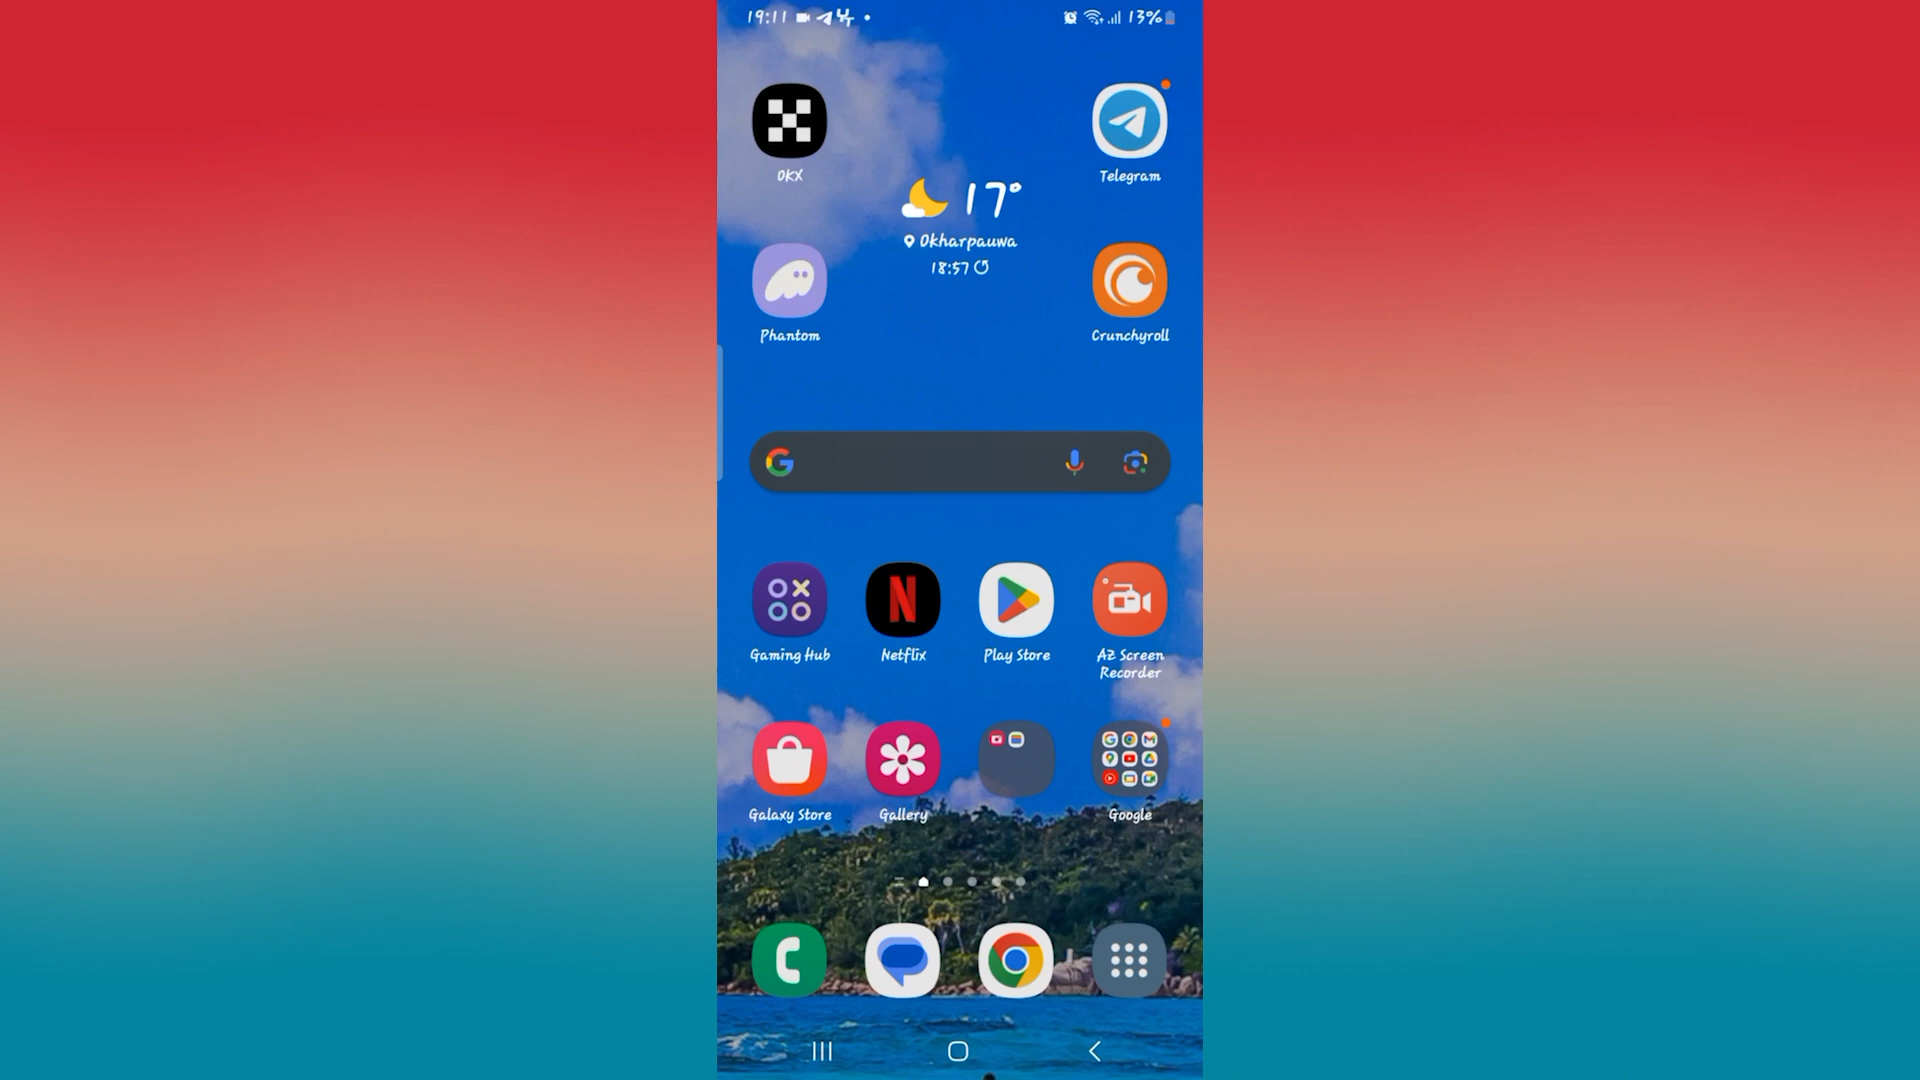 19:11
13%
OKX
Telegram
17°
Okharpauwa
18:57
Phantom
Crunchyroll
Gaming Hub
Netflix
Play Store
AZ Screen
Recorder
Galaxy Store
Gallery
Google